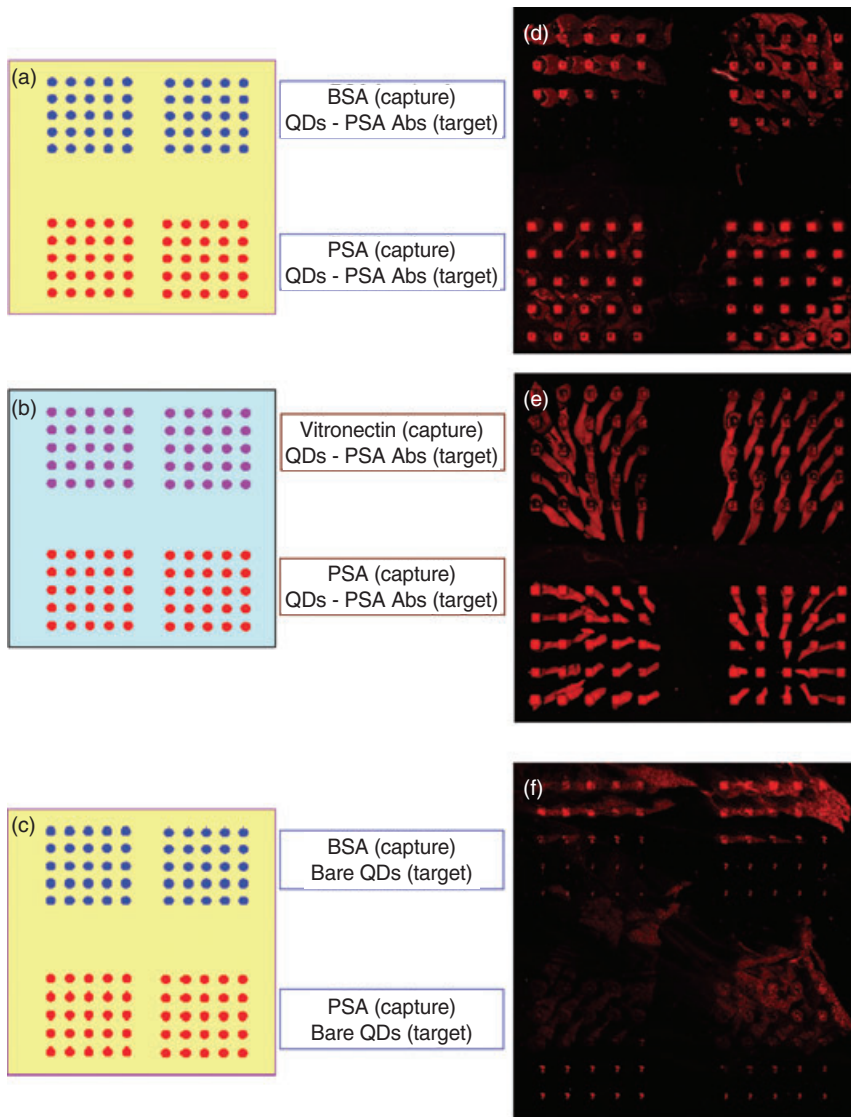 (a)
BSA (capture)
QDs - PSA Abs (target)
PSA (capture)
QDs - PSA Abs (target)
(d)
(b)
Vitronectin (capture)
QDs - PSA Abs (target)
PSA (capture)
QDs - PSA Abs (target)
(e)
(c)
BSA (capture)
Bare QDs (target)
PSA (capture)
Bare QDs (target)
(f)